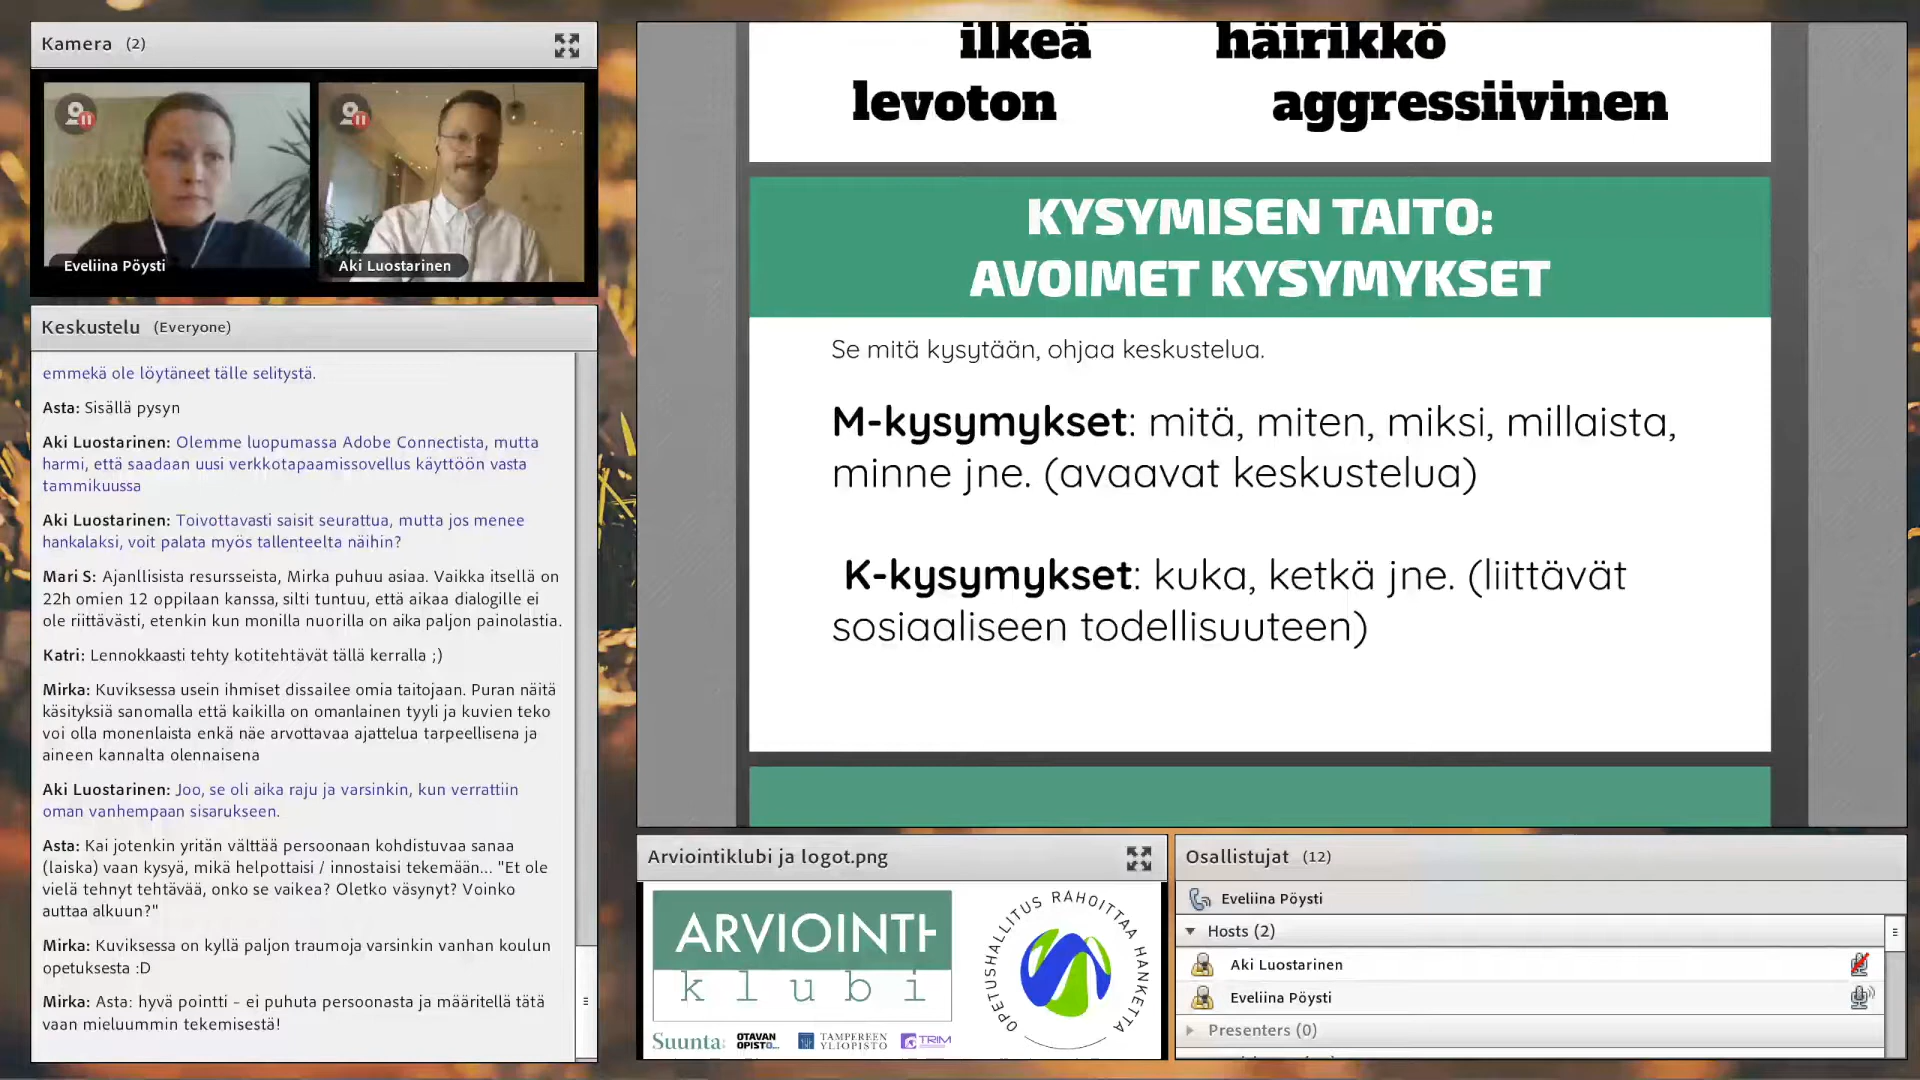 Kamera (2)
Eveliina Pöysti
Aki Luostarinen
Keskustelu (Everyone)
emmekä ole löytäneet tälle selitystä.
Asta: Sisällä pysyn
Aki Luostarinen: Olemme luopumassa Adobe Connectista, mutta
harmi, että saadaan uusi verkkotapaamissovellus käyttöön vasta
tammikuussa
Aki Luostarinen: Toivottavasti saisit seurattua, mutta jos menee
hankalaksi, voit palata myös tallenteelta näihin?
Mari S: Ajanllisista resursseista, Mirka puhuu asiaa. Vaikka itsellä on
22h omien 12 oppilaan kanssa, silti tuntuu, että aikaa dialogille ei
ole riittävästi, etenkin kun monilla nuorilla on aika paljon painolastia.
Katri: Lennokkaasti tehty kotitehtävät tällä kerralla ;)
Mirka: Kuviksessa usein ihmiset dissailee omia taitojaan. Puran näitä
käsityksiä sanomalla että kaikilla on omanlainen tyyli ja kuvien teko
voi olla monenlaista enkä näe arvottavaa ajattelua tarpeellisena ja
aineen kannalta olennaisena
Aki Luostarinen: Joo, se oli aika raju ja varsinkin, kun verrattiin
oman vanhempaan sisarukseen.
Asta: Kai jotenkin yritän välttää persoonaan kohdistuvaa sanaa
(laiska) vaan kysyä, mikä helpottaisi / innostaisi tekemään... "Et ole
vielä tehnyt tehtävää, onko se vaikea? Oletko väsynyt? Voinko
auttaa alkuun?"
Mirka: Kuviksessa on kyllä paljon traumoja varsinkin vanhan koulun
opetuksesta :D
Mirka: Asta: hyvä pointti - ei puhuta persoonasta ja määritellä tätä
vaan mieluummin tekemisestä!
ilkeä häirikkö
levoton aggressiivinen
KYSYMISEN TAITO:
AVOIMET KYSYMYKSET
Se mitä kysytään, ohjaa keskustelua.
M-kysymykset: mitä, miten, miksi, millaista,
minne jne. (avaavat keskustelua)
K-kysymykset: kuka, ketkä jne. (liittävät
sosiaaliseen todellisuuteen)
Arviointiklubi ja logot.png
ARVIOINTI
klubi
Suunta:
OTAVAN
OPISTO
TAMPEREEN
YLIOPISTO
TRIM
OPETUSHALLITUS RAHOITTAA HANKETTA
Osallistujat (12)
Eveliina Pöysti
Hosts (2)
Aki Luostarinen
Eveliina Pöysti
Presenters (0)